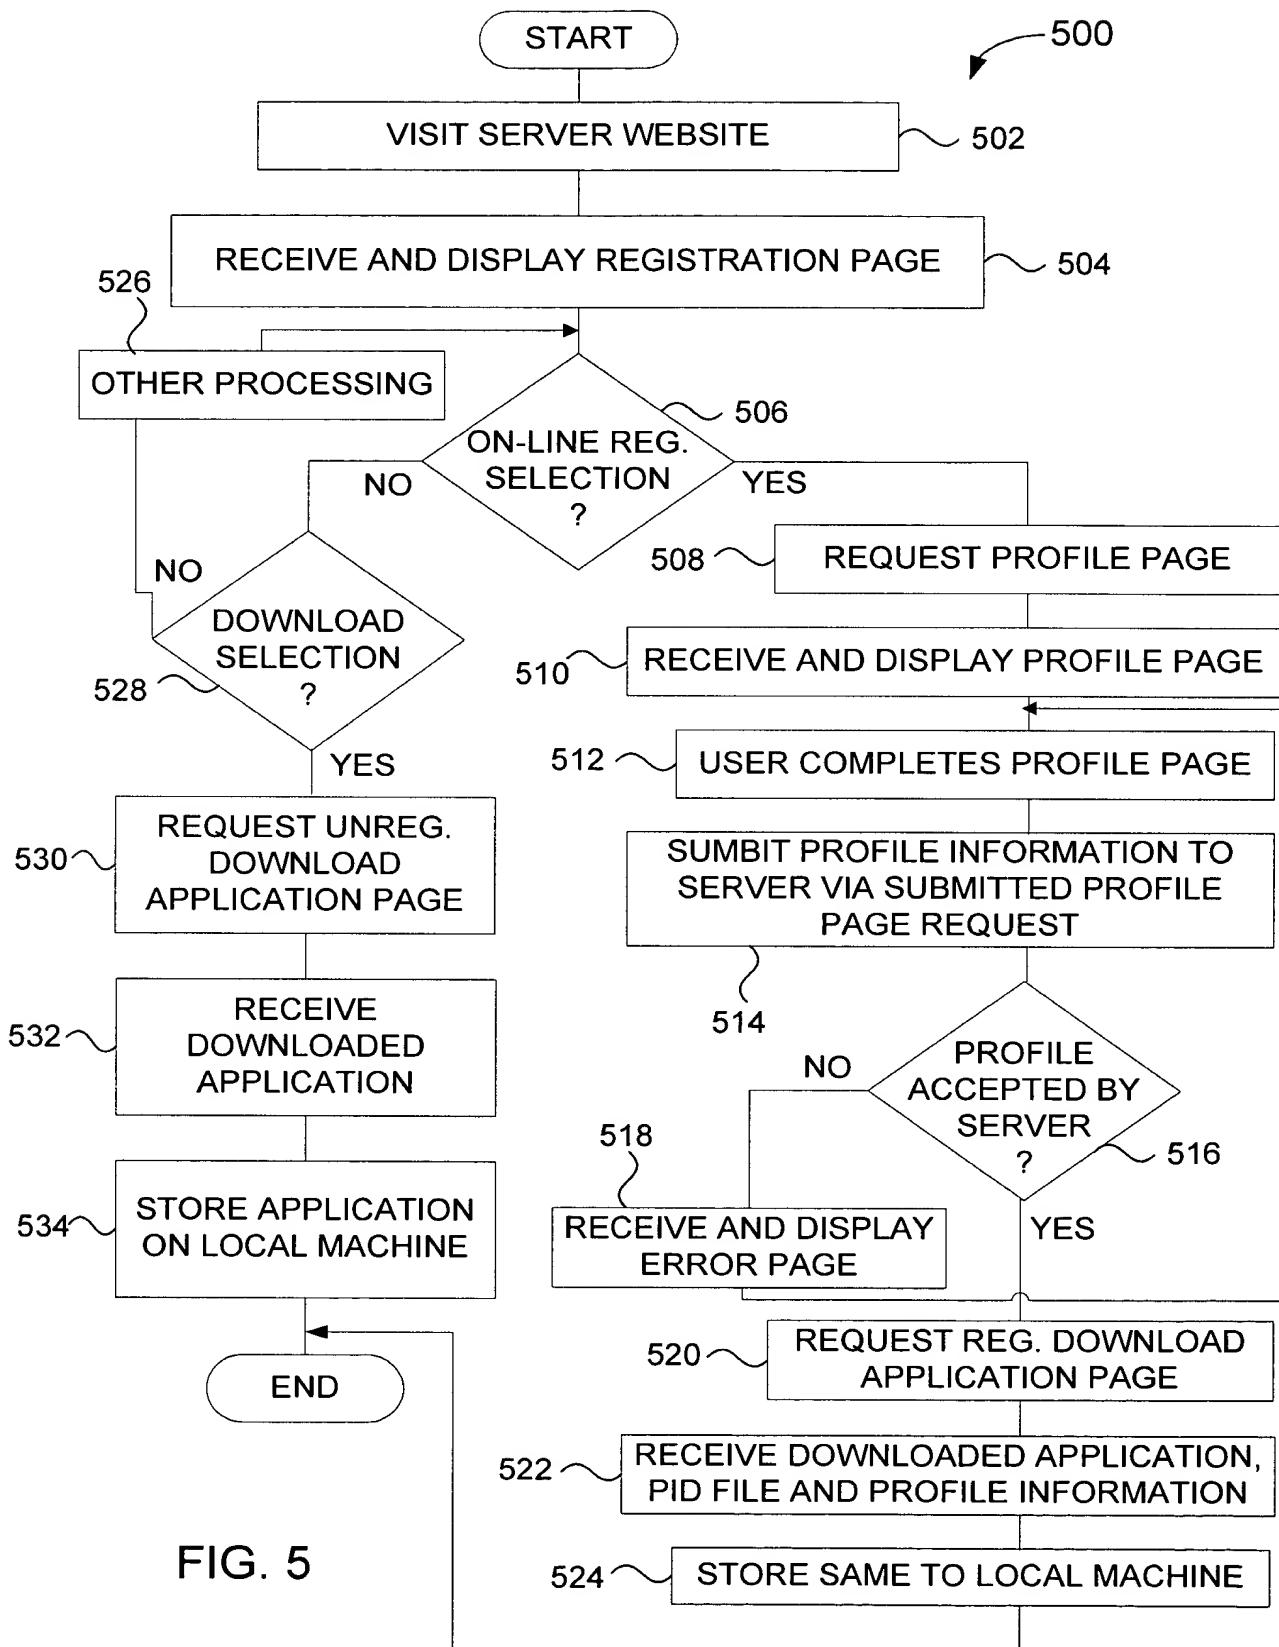 START
500
VISIT SERVER WEBSITE
502
RECEIVE AND DISPLAY REGISTRATION PAGE
504
526
OTHER PROCESSING
506
ON-LINE REG.
SELECTION
?
NO
YES
508
REQUEST PROFILE PAGE
NO
DOWNLOAD
SELECTION
?
528
510
RECEIVE AND DISPLAY PROFILE PAGE
YES
512
USER COMPLETES PROFILE PAGE
530
REQUEST UNREG.
DOWNLOAD
APPLICATION PAGE
SUMBIT PROFILE INFORMATION TO
SERVER VIA SUBMITTED PROFILE
PAGE REQUEST
514
532
RECEIVE
DOWNLOADED
APPLICATION
NO
PROFILE
ACCEPTED BY
SERVER
?
516
518
YES
534
STORE APPLICATION
ON LOCAL MACHINE
RECEIVE AND DISPLAY
ERROR PAGE
520
REQUEST REG. DOWNLOAD
APPLICATION PAGE
END
522
RECEIVE DOWNLOADED APPLICATION,
PID FILE AND PROFILE INFORMATION
524
STORE SAME TO LOCAL MACHINE
FIG. 5